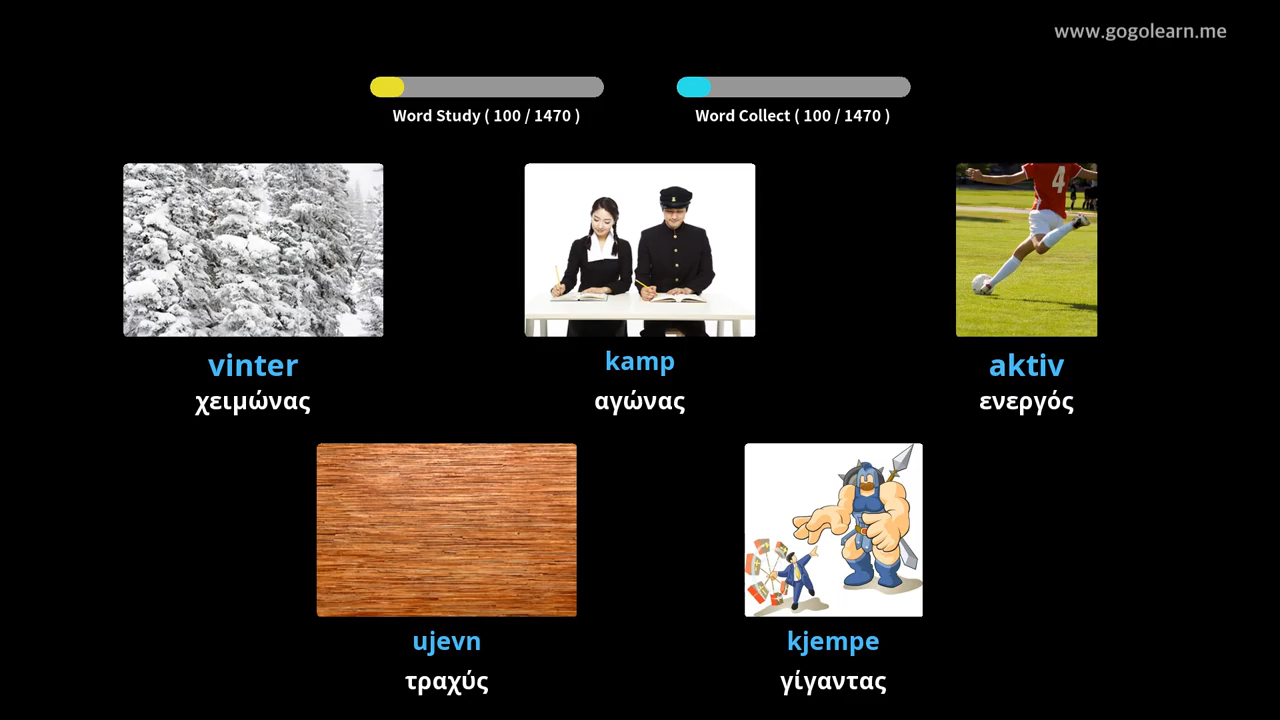 www.gogolearn.me
Word Study ( 100 / 1470 )
Word Collect ( 100 / 1470 )
vinter
χειμώνας
kamp
αγώνας
4
aktiv
ενεργός
ujevn
τραχύς
kjempe
γίγαντας